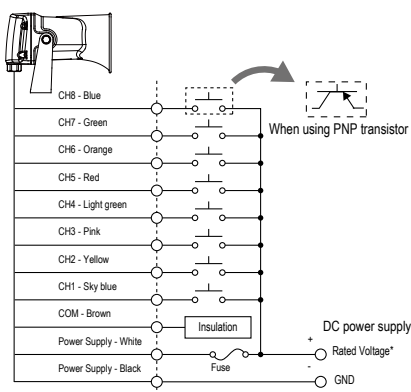 CH8 - Blue
CH7 - Green
When using PNP transistor
CH6 - Orange
CH5 - Red
CH4 - Light green
CH3 - Pink
CH2 - Yellow
CH1 - Sky blue
COM - Brown
Insulation
DC power supply
Power Supply - White
+
Rated Voltage*
Fuse
Power Supply - Black
-
GND